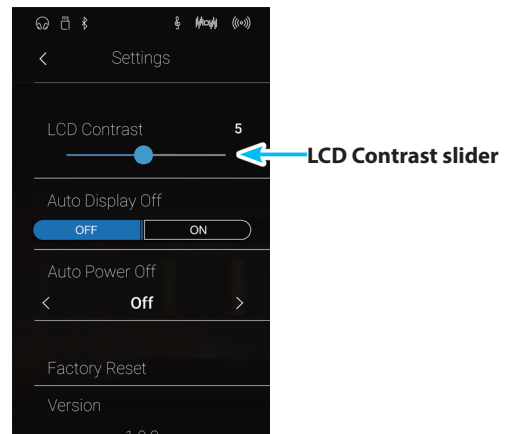 Settings
LCD Contrast 5
LCD Contrast slider
Auto Display Off
OFF ON
Auto Power Off
< Off >
Factory Reset
Version